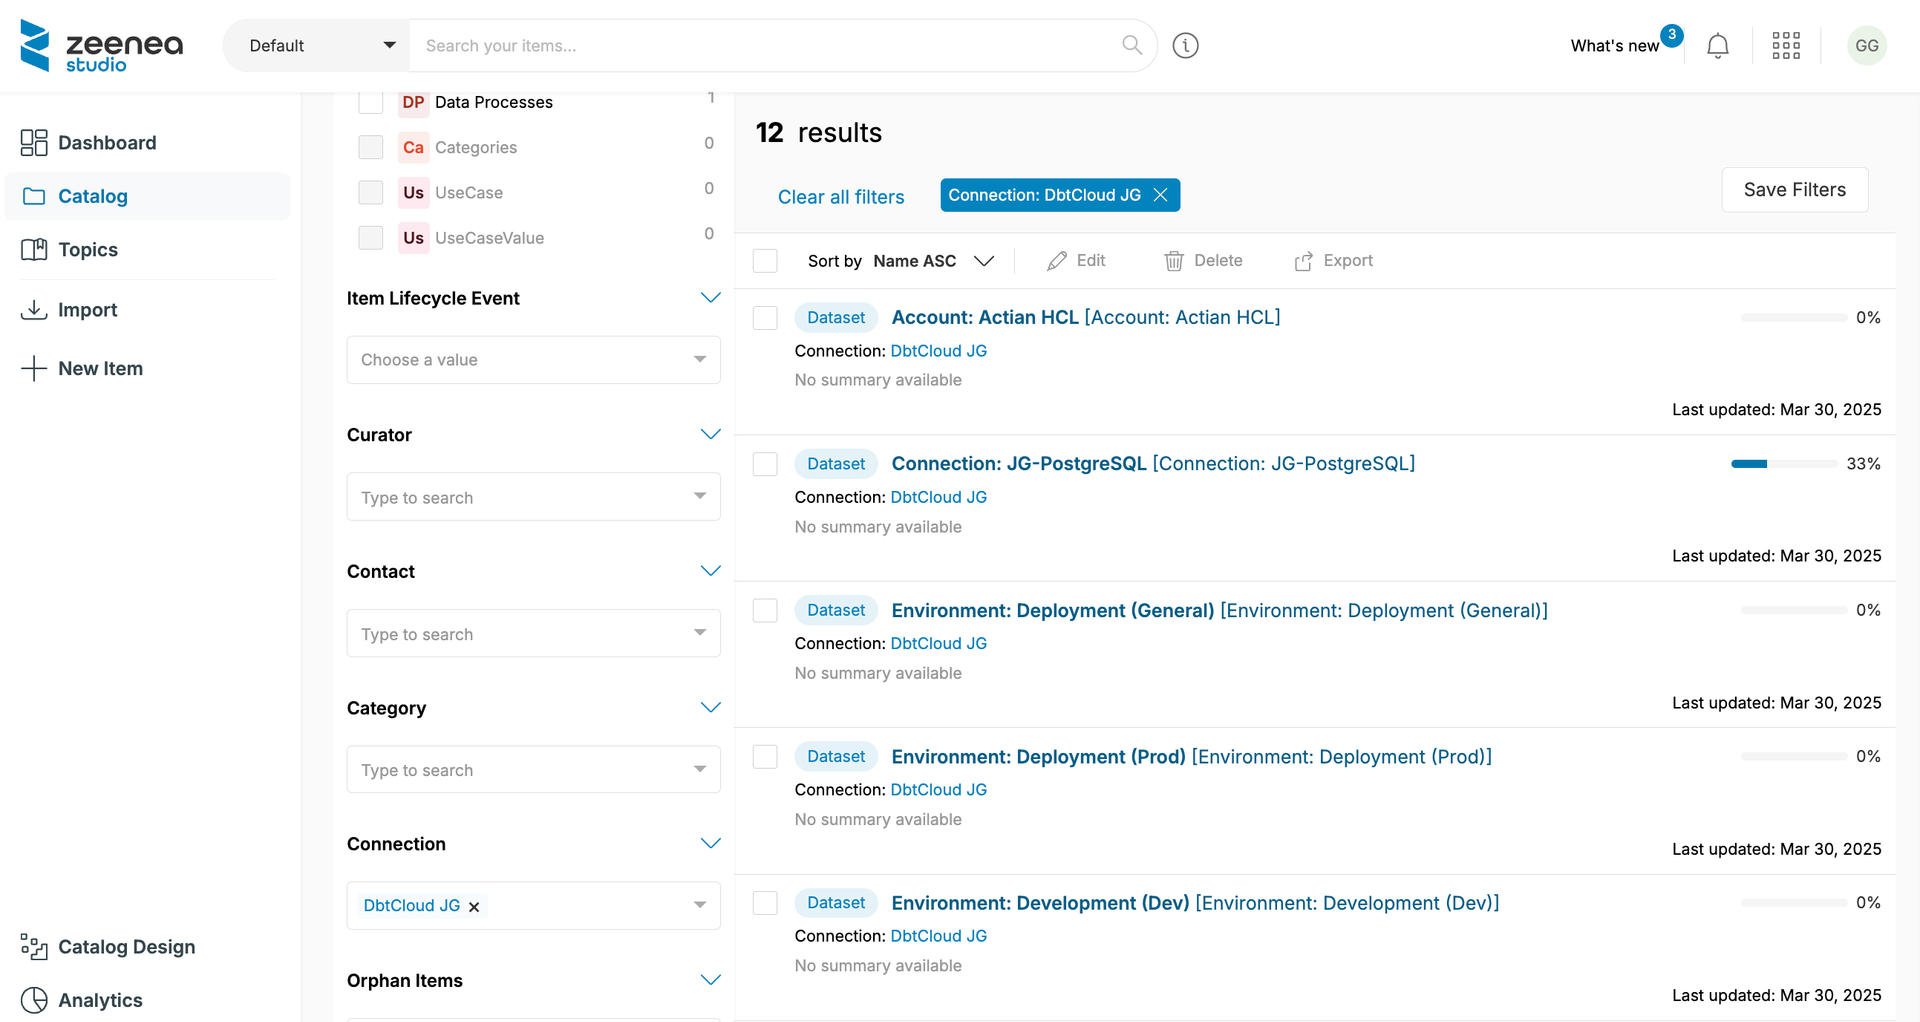 zeenea
studio
Default
Search your items...
What's new
3
GG
Dashboard
Catalog
Topics
Import
New Item
Catalog Design
Analytics
DP Data Processes 1
Ca Categories 0
Us UseCase 0
Us UseCaseValue 0
Item Lifecycle Event
Choose a value
Curator
Type to search
Contact
Type to search
Category
Type to search
Connection
DbtCloud JG
Orphan Items
12 results
Clear all filters
Connection: DbtCloud JG
Save Filters
Sort by Name ASC
Edit
Delete
Export
Dataset Account: Actian HCL [Account: Actian HCL] 0%
Connection: DbtCloud JG
No summary available
Last updated: Mar 30, 2025
Dataset Connection: JG-PostgreSQL [Connection: JG-PostgreSQL] 33%
Connection: DbtCloud JG
No summary available
Last updated: Mar 30, 2025
Dataset Environment: Deployment (General) [Environment: Deployment (General)] 0%
Connection: DbtCloud JG
No summary available
Last updated: Mar 30, 2025
Dataset Environment: Deployment (Prod) [Environment: Deployment (Prod)] 0%
Connection: DbtCloud JG
No summary available
Last updated: Mar 30, 2025
Dataset Environment: Development (Dev) [Environment: Development (Dev)] 0%
Connection: DbtCloud JG
No summary available
Last updated: Mar 30, 2025